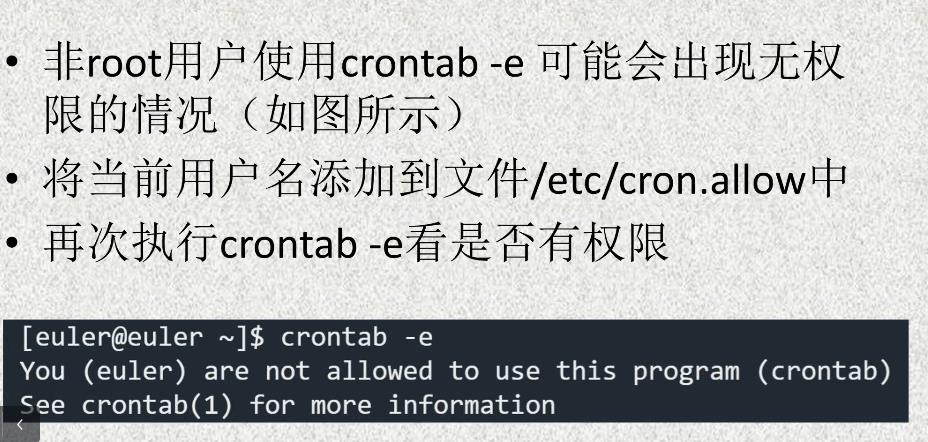 • 非root用户使用crontab -e 可能会出现无权
限的情况（如图所示）
• 将当前用户名添加到文件/etc/cron.allow中
• 再次执行crontab -e看是否有权限
[euler@euler ~]$ crontab -e
You (euler) are not allowed to use this program (crontab)
See crontab(1) for more information